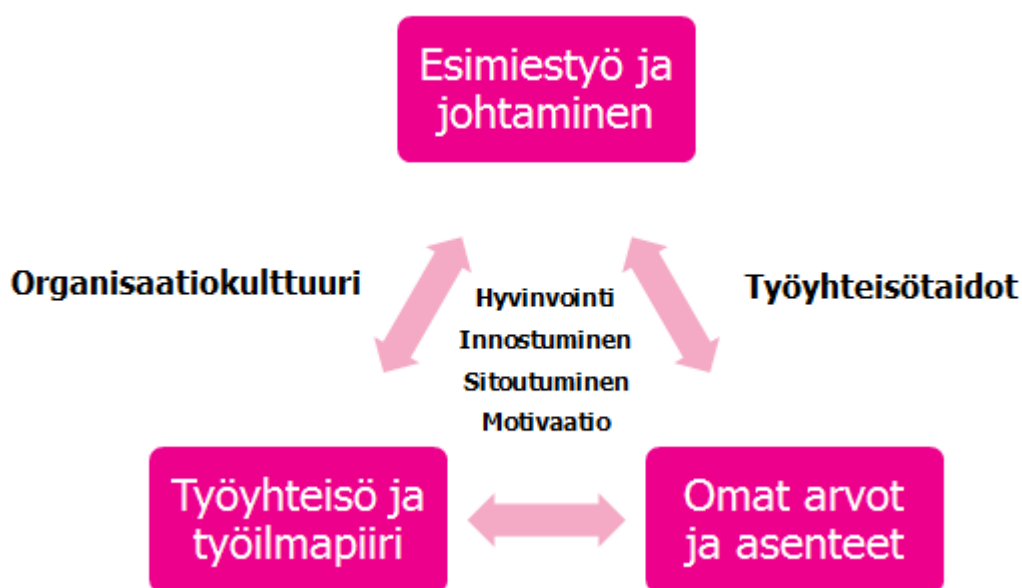 Esimiestyö ja
johtaminen
Organisaatiokulttuuri
Työyhteisötaidot
Hyvinvointi
Innostuminen
Sitoutuminen
Motivaatio
Työyhteisö ja
työilmapiiri
Omat arvot
ja asenteet